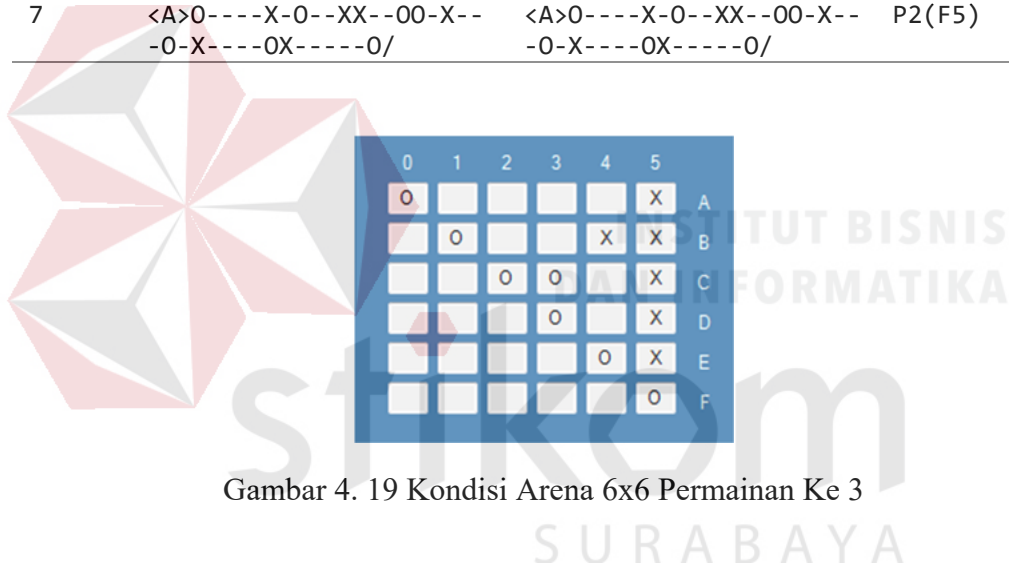 7 <A>O----X-O--XX--OO-X-- <A>O----X-O--XX--OO-X-- P2(F5)
-O-X----OX-----O/ -O-X----OX-----O/
0 1 2 3 4 5
O X A
O X X B
O O X C
O X D
O X E
O F
INSTITUT BISNIS
DAN INFORMATIKA
stikom
Gambar 4. 19 Kondisi Arena 6x6 Permainan Ke 3
SURABAYA